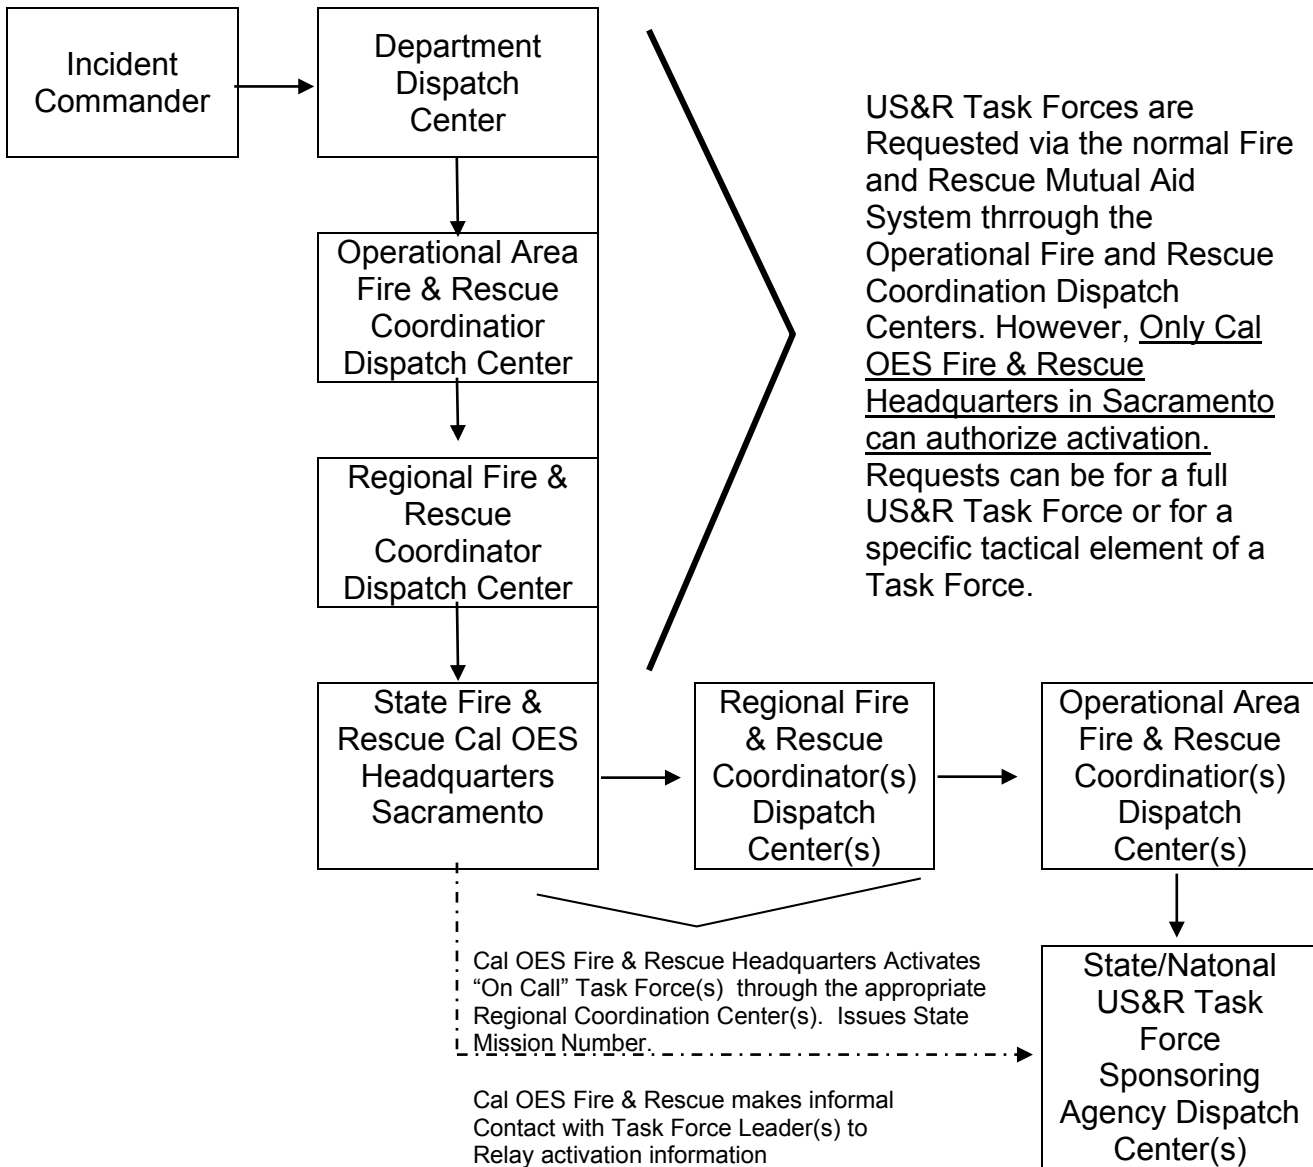 Incident
Commander
Department
Dispatch
Center
US&R Task Forces are
Requested via the normal Fire
and Rescue Mutual Aid
System thrrough the
Operational Fire and Rescue
Coordination Dispatch
Centers. However, Only Cal
OES Fire & Rescue
Headquarters in Sacramento
can authorize activation.
Requests can be for a full
US&R Task Force or for a
specific tactical element of a
Task Force.
Operational Area
Fire & Rescue
Coordinatior
Dispatch Center
Regional Fire &
Rescue
Coordinator
Dispatch Center
State Fire &
Rescue Cal OES
Headquarters
Sacramento
Regional Fire
& Rescue
Coordinator(s)
Dispatch
Center(s)
Operational Area
Fire & Rescue
Coordinatior(s)
Dispatch
Center(s)
Cal OES Fire & Rescue Headquarters Activates
“On Call” Task Force(s) through the appropriate
Regional Coordination Center(s). Issues State
Mission Number.
Cal OES Fire & Rescue makes informal
Contact with Task Force Leader(s) to
Relay activation information
State/Natonal
US&R Task
Force
Sponsoring
Agency Dispatch
Center(s)